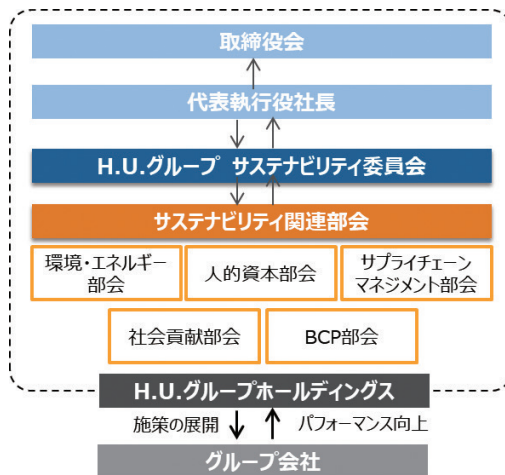 取締役会
代表執行役社長
H.U.グループ サステナビリティ委員会
サステナビリティ関連部会
環境・エネルギー
部会
人的資本部会
サプライチェーン
マネジメント部会
社会貢献部会
BCP部会
H.U.グループホールディングス
施策の展開
パフォーマンス向上
グループ会社